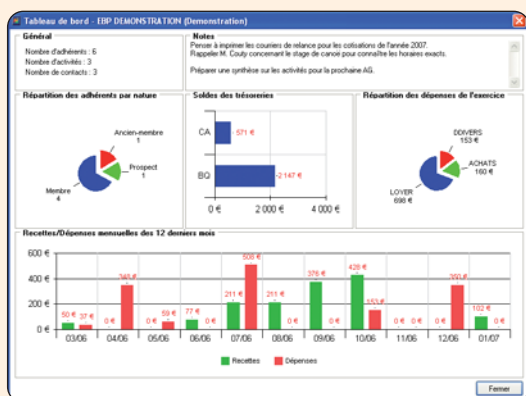 Tableau de bord - EBP DEMONSTRATION (Demonstration)
Général
Nombre d'adhérents : 6
Nombre d'activités : 3
Nombre de contacts : 3
Notes
Penser à imprimer les courriers de relance pour les cotisations de l'année 2007.
Rappeler M. Couty concernant le stage de canoé pour connaître les horaires exacts.
Préparer une synthèse sur les activités pour la prochaine AG.
Répartition des adhérents par nature
Ancien-membre
1
Prospect
1
Membre
4
Soldes des trésoreries
CA
571 €
BQ
2 147 €
0 €
2 000 €
4 000 €
Répartition des dépenses de l'exercice
DDIVERS
153 €
ACHATS
160 €
LOYER
698 €
Recettes/Dépenses mensuelles des 12 derniers mois
600 €
400 €
200 €
0 €
50 € 37 € 0 € 0 € 59 € 77 € 0 € 211 € 211 € 0 € 376 € 0 € 428 € 153 € 0 € 0 € 0 € 102 € 0 €
03/06 04/06 05/06 06/06 07/06 08/06 09/06 10/06 11/06 12/06 01/07
Recettes Dépenses
Fermer